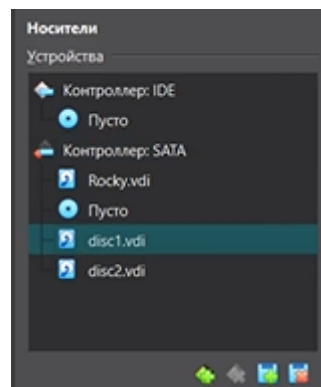 Носители
Устройства
Контроллер: IDE
Пусто
Контроллер: SATA
Rocky.vdi
Пусто
disc1.vdi
disc2.vdi